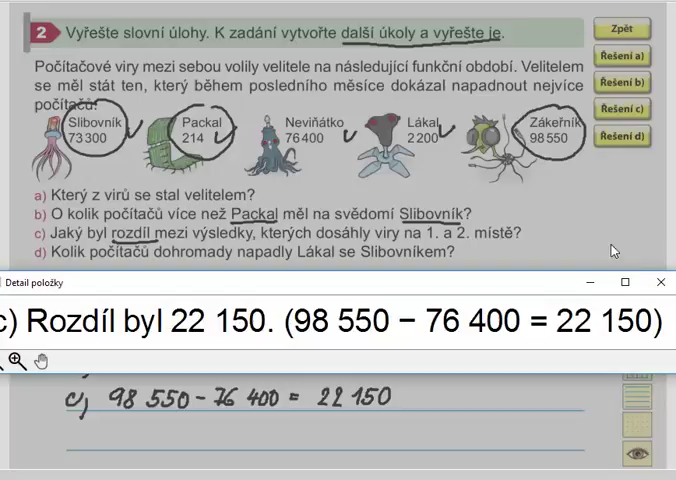 2 Vyřešte slovní úlohy. K zadání vytvořte další úkoly a vyřešte je.
Zpět
Řešení a)
Řešení b)
Řešení c)
Řešení d)
Počítačové viry mezi sebou volily velitele na následující funkční období. Velitelem
se měl stát ten, který během posledního měsíce dokázal napadnout nejvíce
počítačů.
Slibovník Packal Neviňátko Lákal Zákeřník
73 300 214 76 400 2 200 98 550
a) Který z virů se stal velitelem?
b) O kolik počítačů více než Packal měl na svědomí Slibovník?
c) Jaký byl rozdíl mezi výsledky, kterých dosáhly viry na 1. a 2. místě?
d) Kolik počítačů dohromady napadly Lákal se Slibovníkem?
Detail položky
c) Rozdíl byl 22 150. (98 550 − 76 400 = 22 150)
c) 98 550 - 76 400 = 22 150